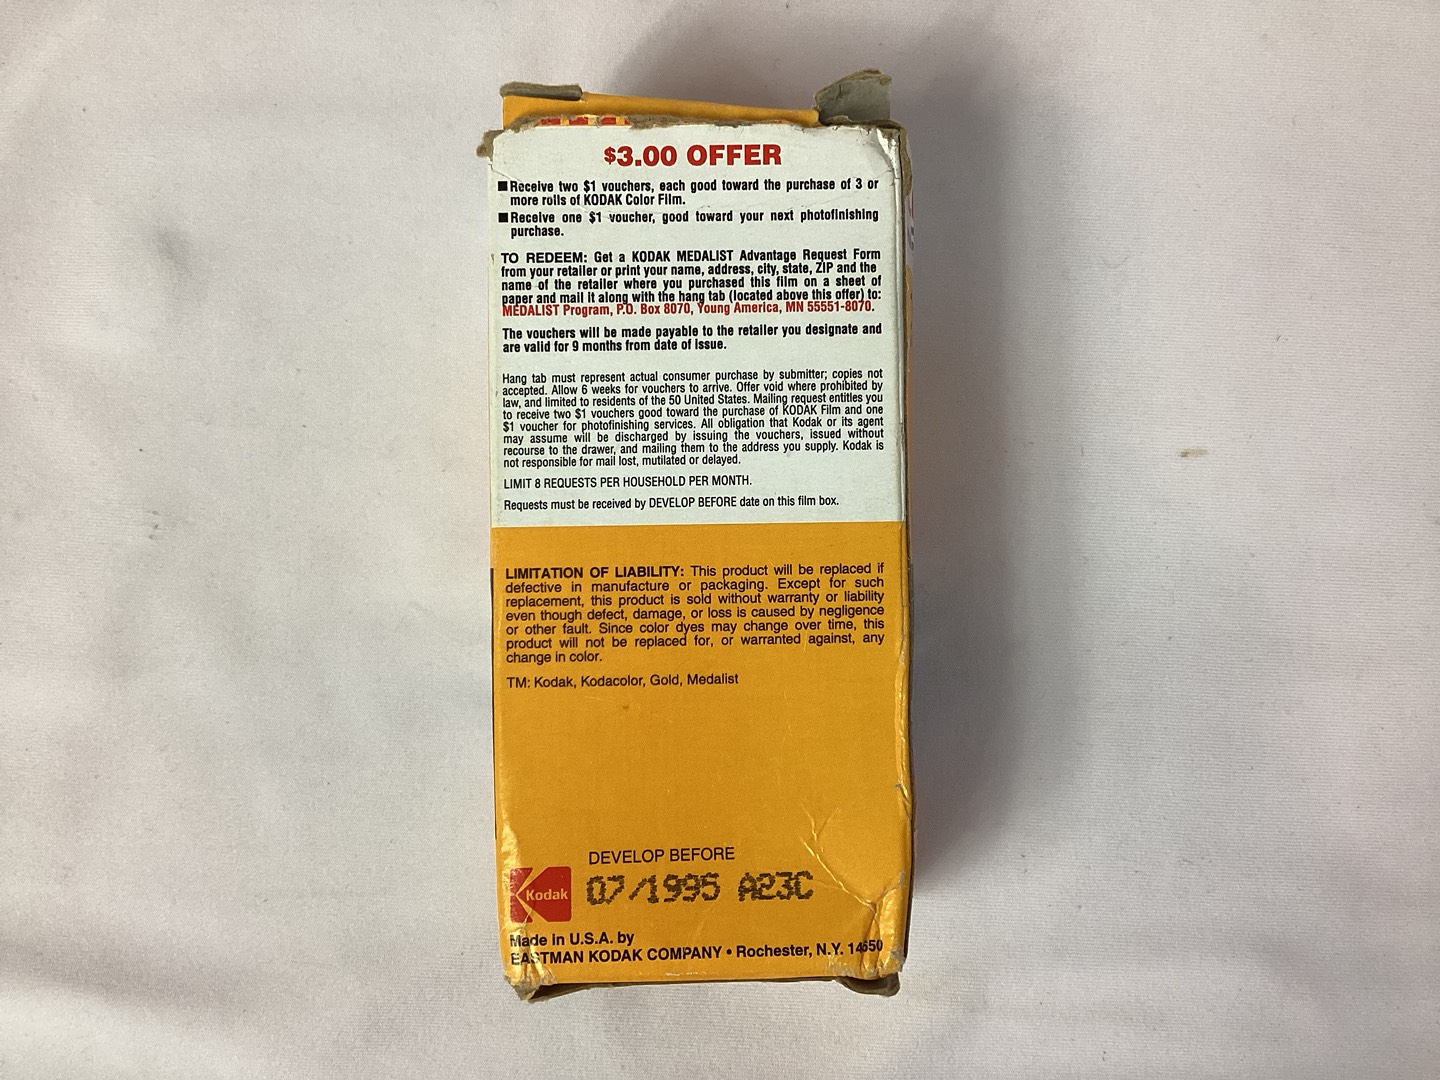 $3.00 OFFER
■ Receive two $1 vouchers, each good toward the purchase of 3 or
more rolls of KODAK Color Film.
■ Receive one $1 voucher, good toward your next photofinishing
purchase.
TO REDEEM: Get a KODAK MEDALIST Advantage Request Form
from your retailer or print your name, address, city, state, ZIP and the
name of the retailer where you purchased this film on a sheet of
paper and mail it along with the hang tab (located above this offer) to:
MEDALIST Program, P.O. Box 8070, Young America, MN 55551-8070.
The vouchers will be made payable to the retailer you designate and
are valid for 9 months from date of issue.
Hang tab must represent actual consumer purchase by submitter; copies not
accepted. Allow 6 weeks for vouchers to arrive. Offer void where prohibited by
law, and limited to residents of the 50 United States. Mailing request entitles you
to receive two $1 vouchers good toward the purchase of KODAK Film and one
$1 voucher for photofinishing services. All obligation that Kodak or its agent
may assume will be discharged by issuing the vouchers, issued without
recourse to the drawer, and mailing them to the address you supply. Kodak is
not responsible for mail lost, mutilated or delayed.
LIMIT 8 REQUESTS PER HOUSEHOLD PER MONTH.
Requests must be received by DEVELOP BEFORE date on this film box.
LIMITATION OF LIABILITY: This product will be replaced if
defective in manufacture or packaging. Except for such
replacement, this product is sold without warranty or liability
even though defect, damage, or loss is caused by negligence
or other fault. Since color dyes may change over time, this
product will not be replaced for, or warranted against, any
change in color.
TM: Kodak, Kodacolor, Gold, Medalist
DEVELOP BEFORE
07/1995 A23C
Kodak
Made in U.S.A. by
EASTMAN KODAK COMPANY • Rochester, N.Y. 14650